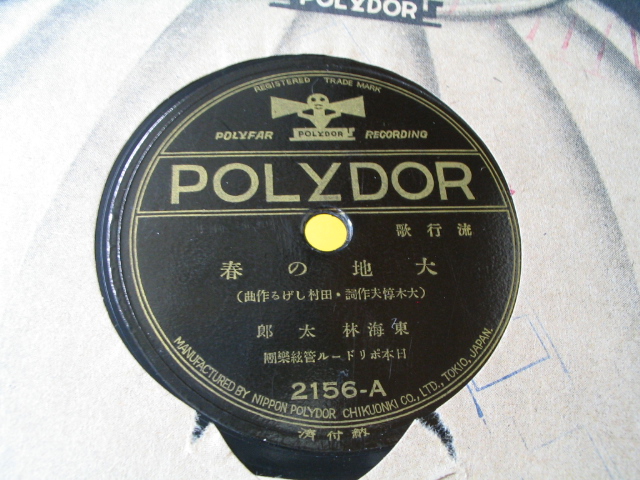 POLYDOR
REGISTERED TRADE MARK
POLYDOR
POLYFAR RECORDING
POLYDOR
流行歌
大地の春
(大木惇夫作詞・田村しげる作曲)
東海林太郎
日本ポリドール管絃樂團
2156-A
MANUFACTURED BY NIPPON POLYDOR CHIKUONKI CO., LTD., TOKIO, JAPAN.
納付濟